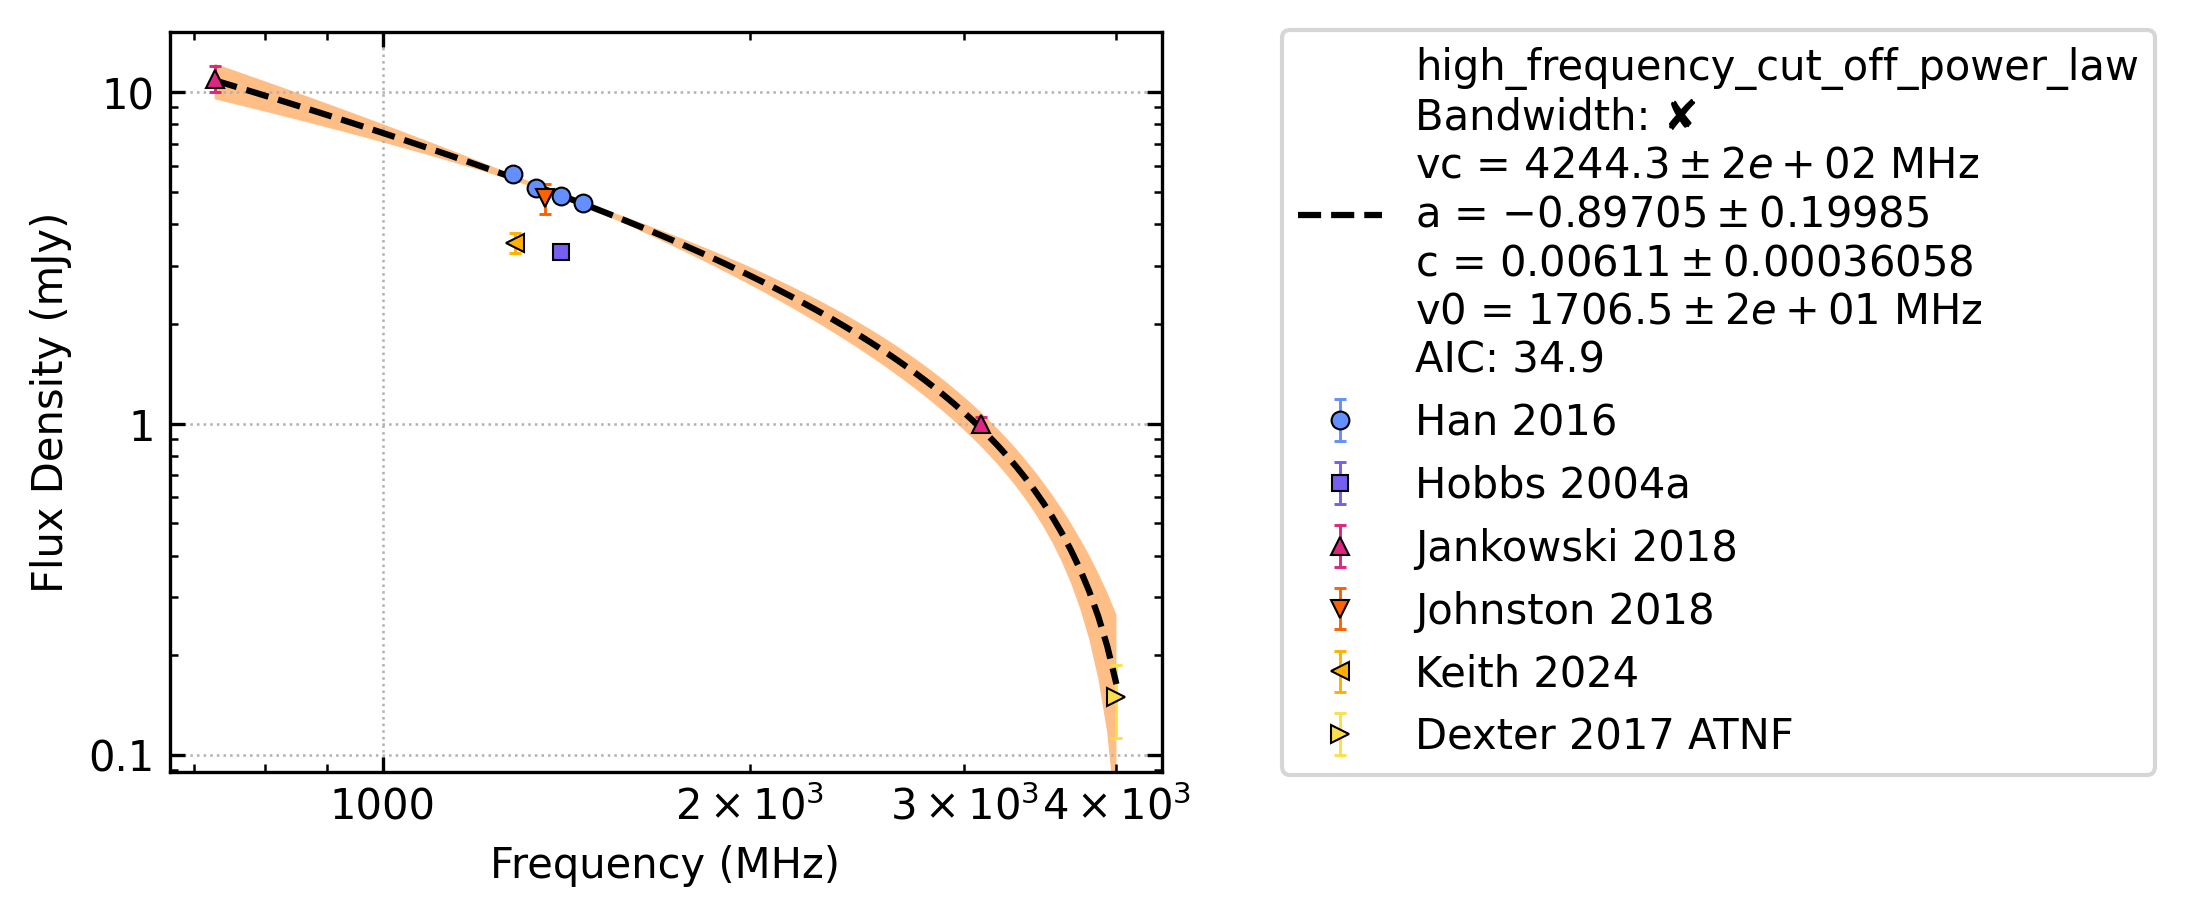 10
1
0.1
Flux Density (mJy)
1000
2 × 10³
3 × 10³
4 × 10³
Frequency (MHz)
high_frequency_cut_off_power_law
Bandwidth: ✘
vc = 4244.3 ± 2e + 02 MHz
a = −0.89705 ± 0.19985
c = 0.00611 ± 0.00036058
v0 = 1706.5 ± 2e + 01 MHz
AIC: 34.9
Han 2016
Hobbs 2004a
Jankowski 2018
Johnston 2018
Keith 2024
Dexter 2017 ATNF